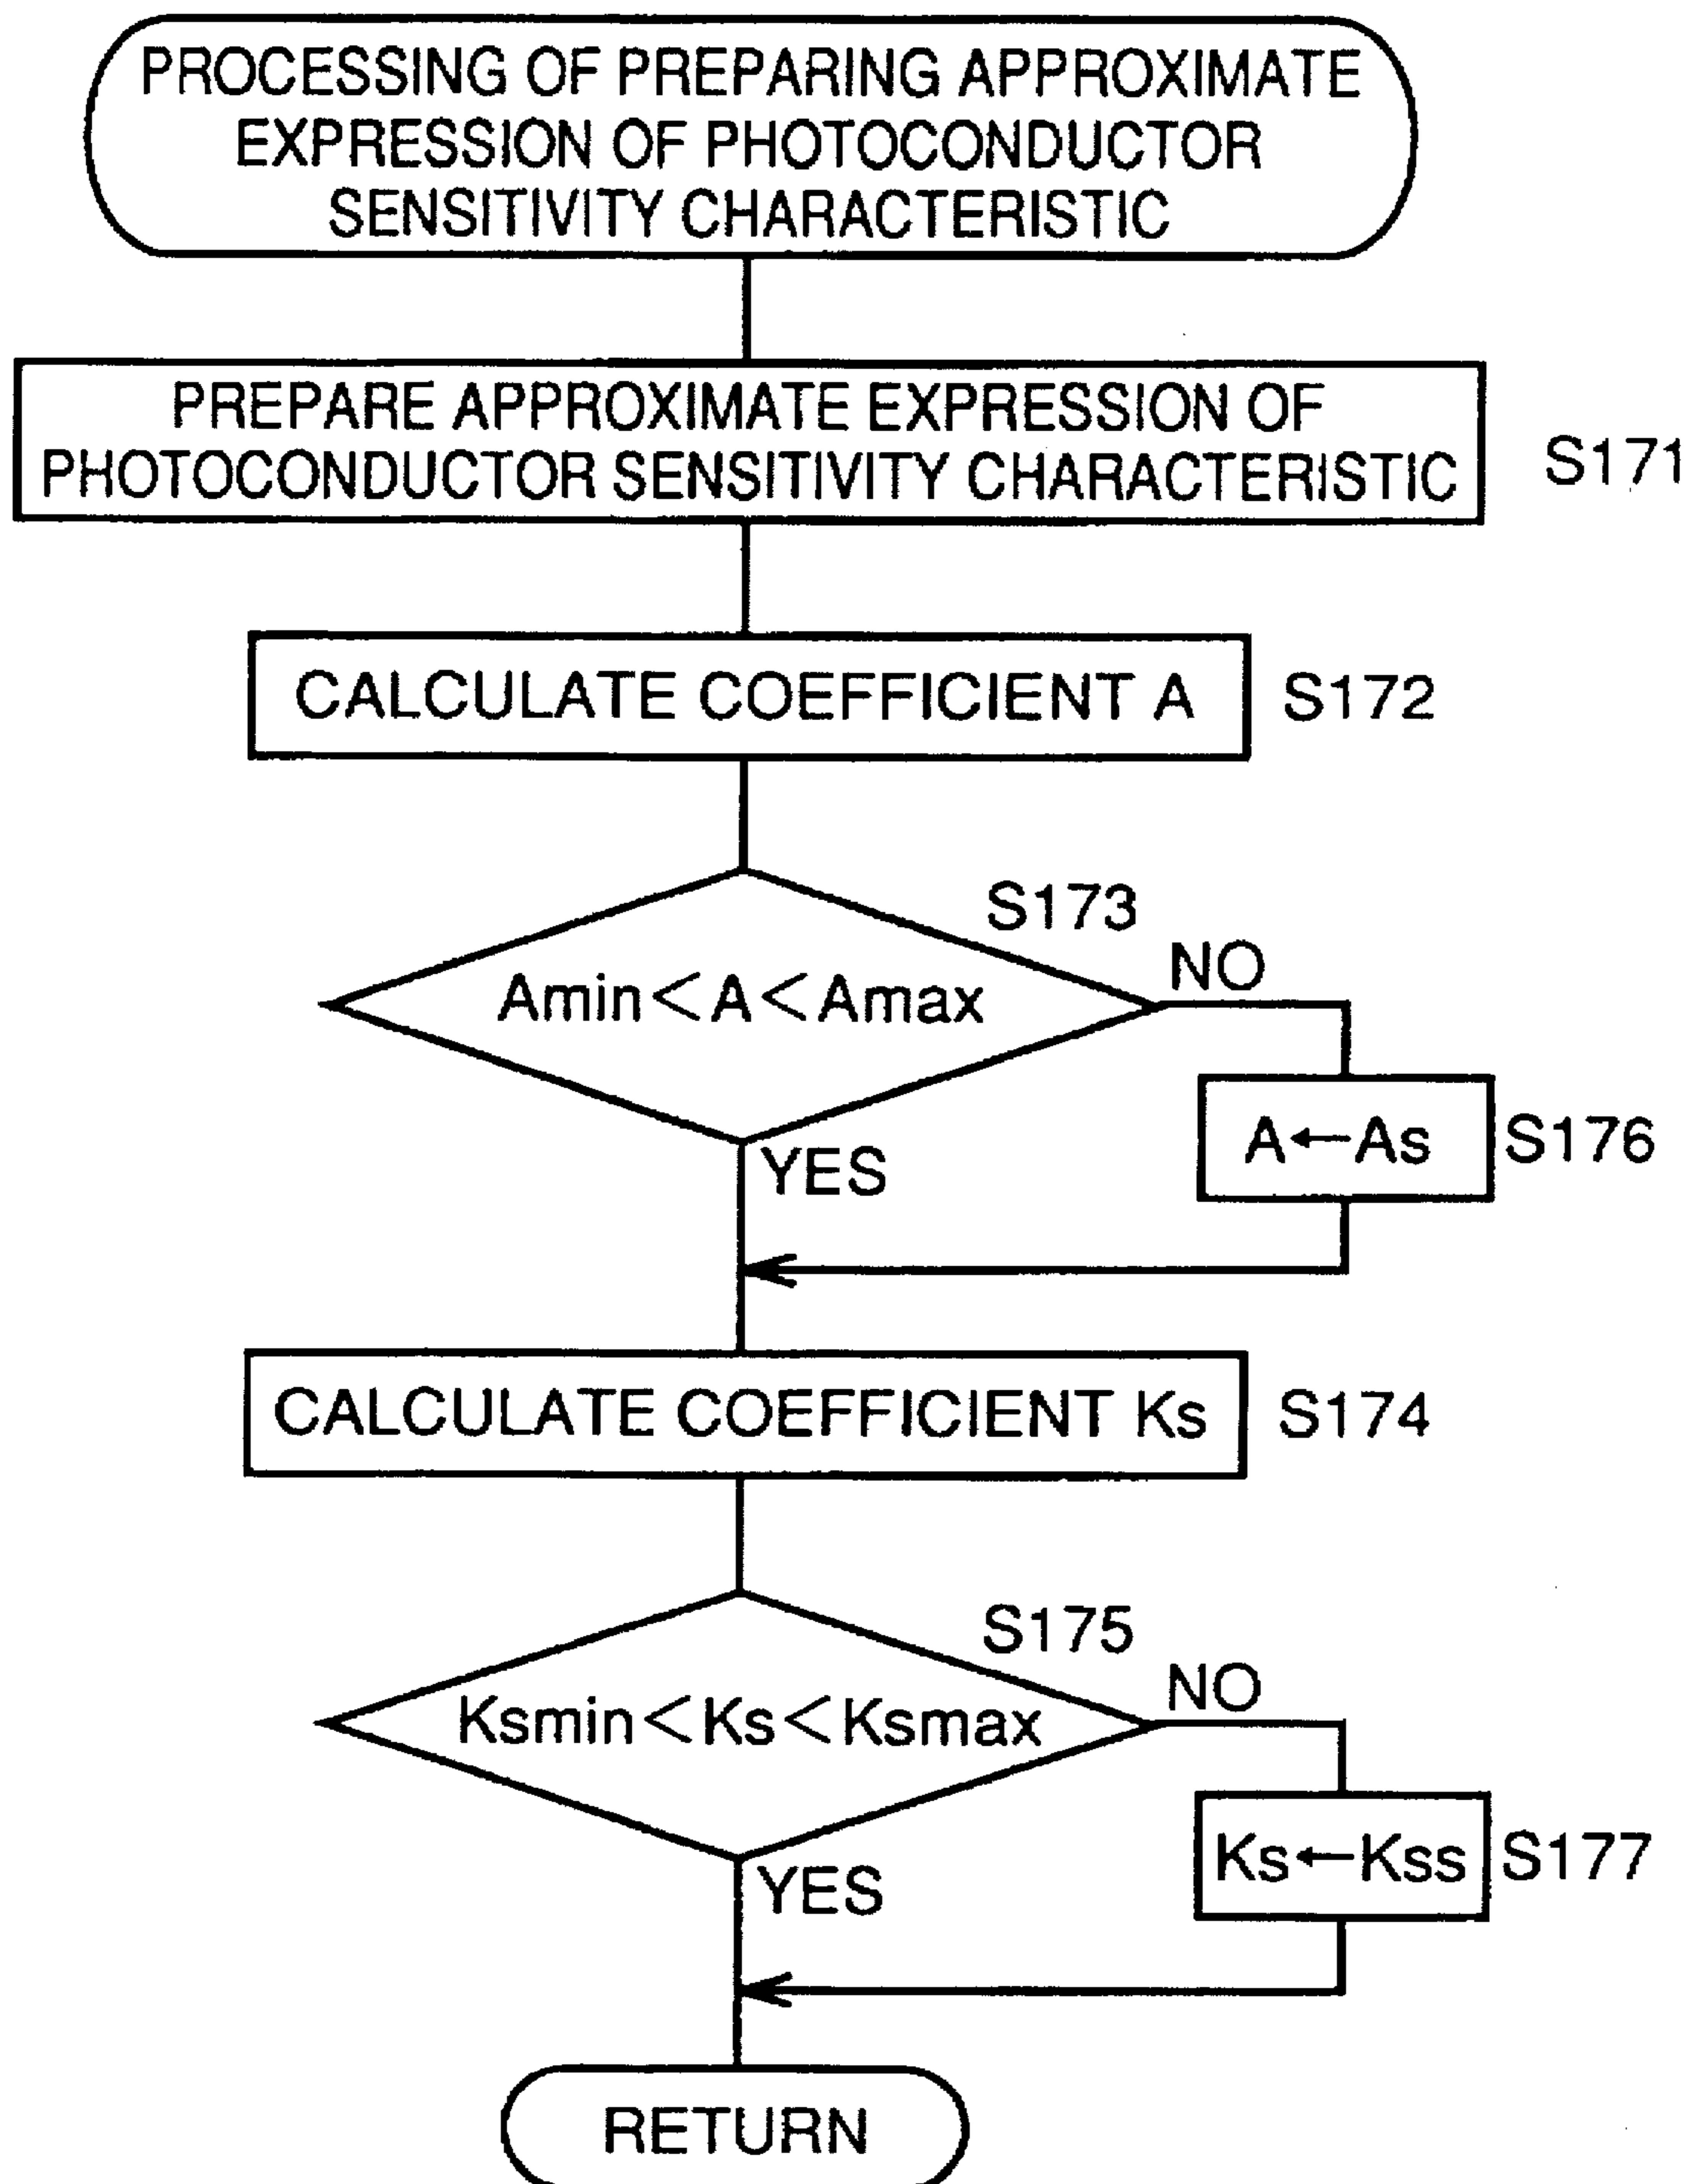 PROCESSING OF PREPARING APPROXIMATE
EXPRESSION OF PHOTOCONDUCTOR
SENSITIVITY CHARACTERISTIC
PREPARE APPROXIMATE EXPRESSION OF
PHOTOCONDUCTOR SENSITIVITY CHARACTERISTIC
S171
CALCULATE COEFFICIENT A
S172
S173
Amin<A<Amax
NO
A←As
S176
YES
CALCULATE COEFFICIENT Ks
S174
S175
Ksmin<Ks<Ksmax
NO
Ks←Kss
S177
YES
RETURN